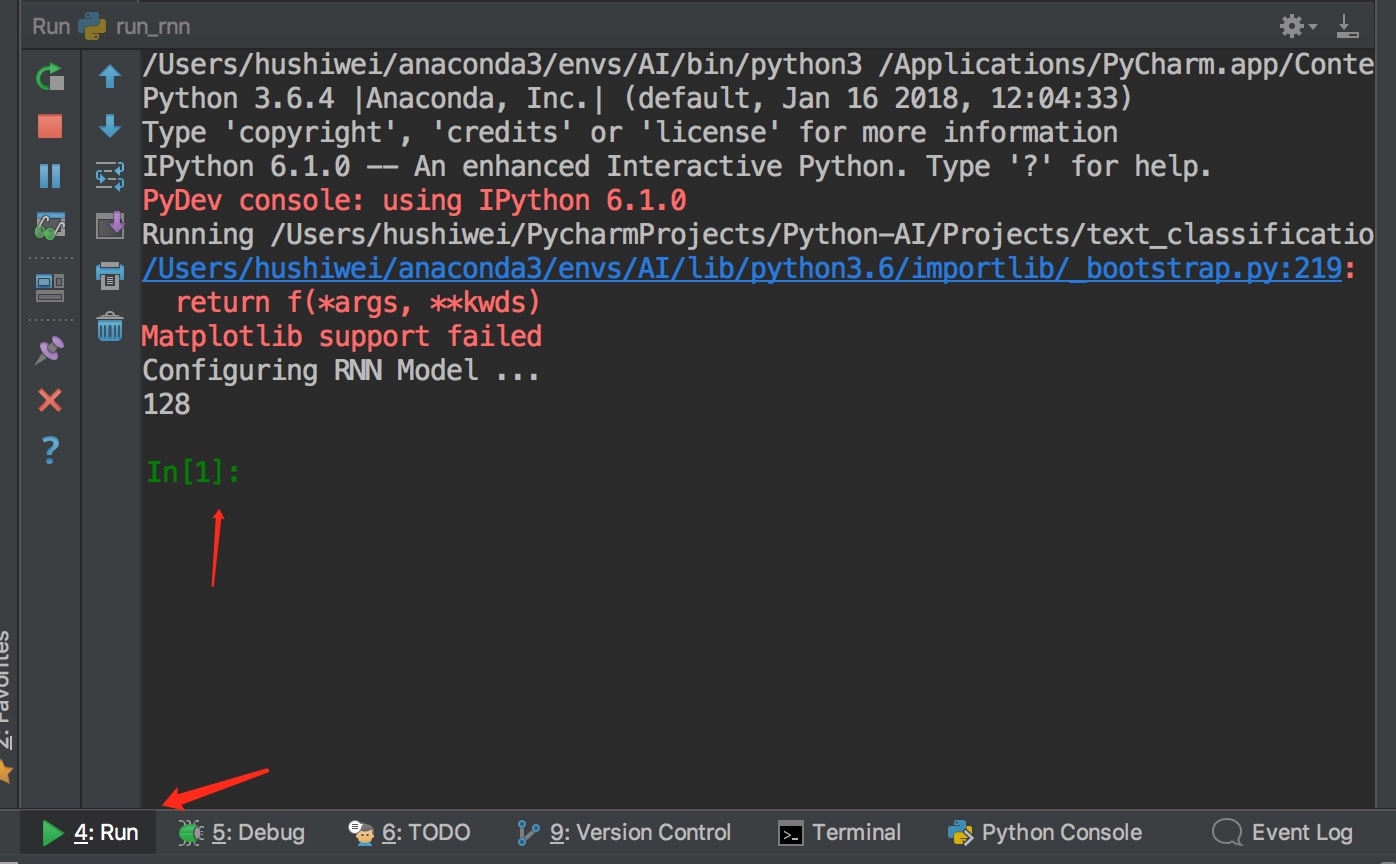 Run run_rnn
/Users/hushiwei/anaconda3/envs/AI/bin/python3 /Applications/PyCharm.app/Conte
Python 3.6.4 |Anaconda, Inc.| (default, Jan 16 2018, 12:04:33)
Type 'copyright', 'credits' or 'license' for more information
IPython 6.1.0 -- An enhanced Interactive Python. Type '?' for help.
PyDev console: using IPython 6.1.0
Running /Users/hushiwei/PycharmProjects/Python-AI/Projects/text_classificatio
/Users/hushiwei/anaconda3/envs/AI/lib/python3.6/importlib/_bootstrap.py:219:
return f(*args, **kwds)
Matplotlib support failed
Configuring RNN Model ...
128
In[1]:
2: Favorites
4: Run 5: Debug 6: TODO 9: Version Control Terminal Python Console Event Log